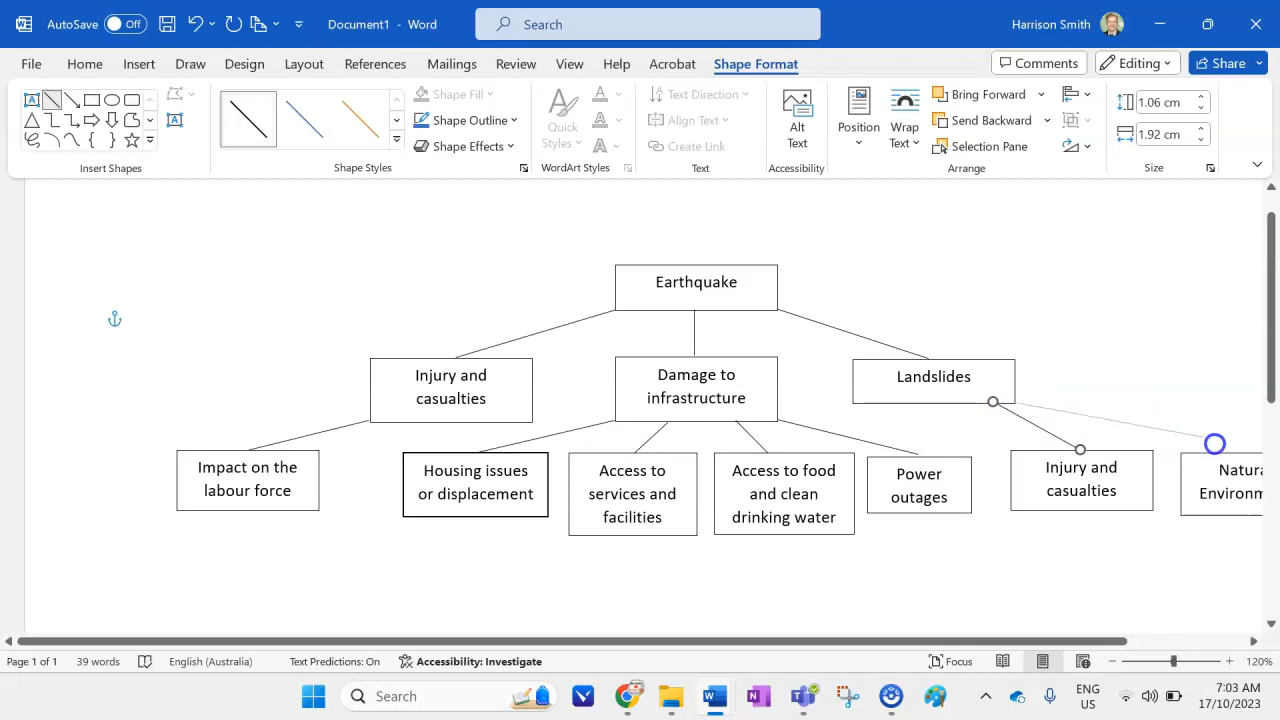 AutoSave Off Document1 - Word Search Harrison Smith
File Home Insert Draw Design Layout References Mailings Review View Help Acrobat Shape Format Comments Editing Share
Shape Fill
Shape Outline
Shape Effects
Quick
Styles
Text Direction
Align Text
Create Link
Alt
Text
Position
Wrap
Text
Bring Forward
Send Backward
Selection Pane
1.06 cm
1.92 cm
Insert Shapes Shape Styles WordArt Styles Text Accessibility Arrange Size
Earthquake
Injury and
casualties
Damage to
infrastructure
Landslides
Impact on the
labour force
Housing issues
or displacement
Access to
services and
facilities
Access to food
and clean
drinking water
Power
outages
Injury and
casualties
Natura
Environm
Page 1 of 1 39 words English (Australia) Text Predictions: On Accessibility: Investigate Focus 120%
Search
ENG
US
7:03 AM
17/10/2023